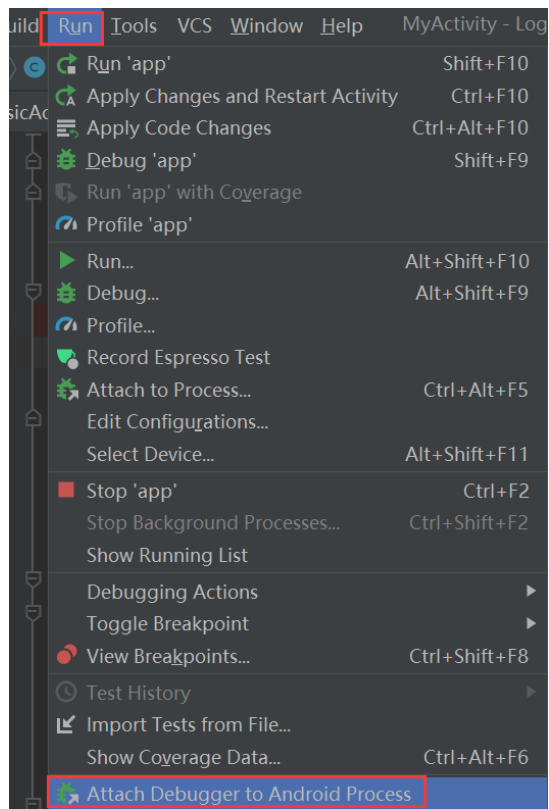 uild Run Tools VCS Window Help MyActivity - Log
C
sicAc
Run 'app' Shift+F10
Apply Changes and Restart Activity Ctrl+F10
Apply Code Changes Ctrl+Alt+F10
Debug 'app' Shift+F9
Run 'app' with Coverage
Profile 'app'
Run... Alt+Shift+F10
Debug... Alt+Shift+F9
Profile...
Record Espresso Test
Attach to Process... Ctrl+Alt+F5
Edit Configurations...
Select Device... Alt+Shift+F11
Stop 'app' Ctrl+F2
Stop Background Processes... Ctrl+Shift+F2
Show Running List
Debugging Actions
Toggle Breakpoint
View Breakpoints... Ctrl+Shift+F8
Test History
Import Tests from File...
Show Coverage Data... Ctrl+Alt+F6
Attach Debugger to Android Process